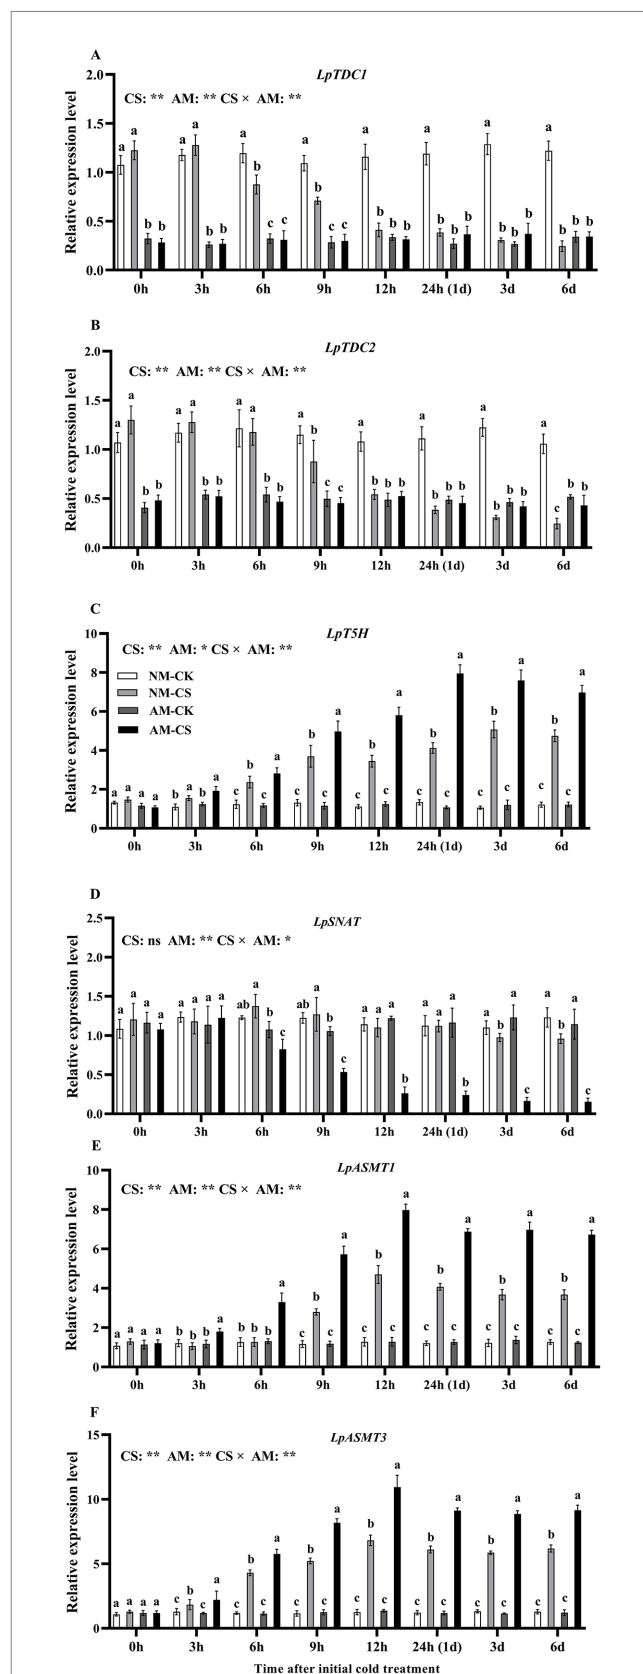 A
LpTDC1
CS: ** AM: ** CS × AM: **
Relative expression level
2.0
1.5
1.0
0.5
0.0
a a b b a a b b a b c c a b c c a b b b a b b b a b b b a b b b
0h 3h 6h 9h 12h 24h (1d) 3d 6d
B
LpTDC2
CS: ** AM: ** CS × AM: **
Relative expression level
2.0
1.5
1.0
0.5
0.0
a a b b a a b b a a b b a b c c a b b b a b b b a b b b a c b b
0h 3h 6h 9h 12h 24h (1d) 3d 6d
C
LpT5H
CS: ** AM: * CS × AM: **
NM-CK
NM-CS
AM-CK
AM-CS
Relative expression level
10
8
6
4
2
0
a a a a b a b a c b c a c b c a c b c a c b c a c b c a c b c a
0h 3h 6h 9h 12h 24h (1d) 3d 6d
D
LpSNAT
CS: ns AM: ** CS × AM: *
Relative expression level
2.5
2.0
1.5
1.0
0.5
0.0
a a a a a a a a ab a b c ab a b c a a a b a a a b a b a c a b a c
0h 3h 6h 9h 12h 24h (1d) 3d 6d
E
LpASMT1
CS: ** AM: ** CS × AM: **
Relative expression level
10
8
6
4
2
0
a a a a b b b a b b b a c b c a c b c a c b c a c b c a c b c a
0h 3h 6h 9h 12h 24h (1d) 3d 6d
F
LpASMT3
CS: ** AM: ** CS × AM: **
Relative expression level
15
10
5
0
a a a a c b c a c b c a c b c a c b c a c b c a c b c a c b c a
0h 3h 6h 9h 12h 24h (1d) 3d 6d
Time after initial cold treatment